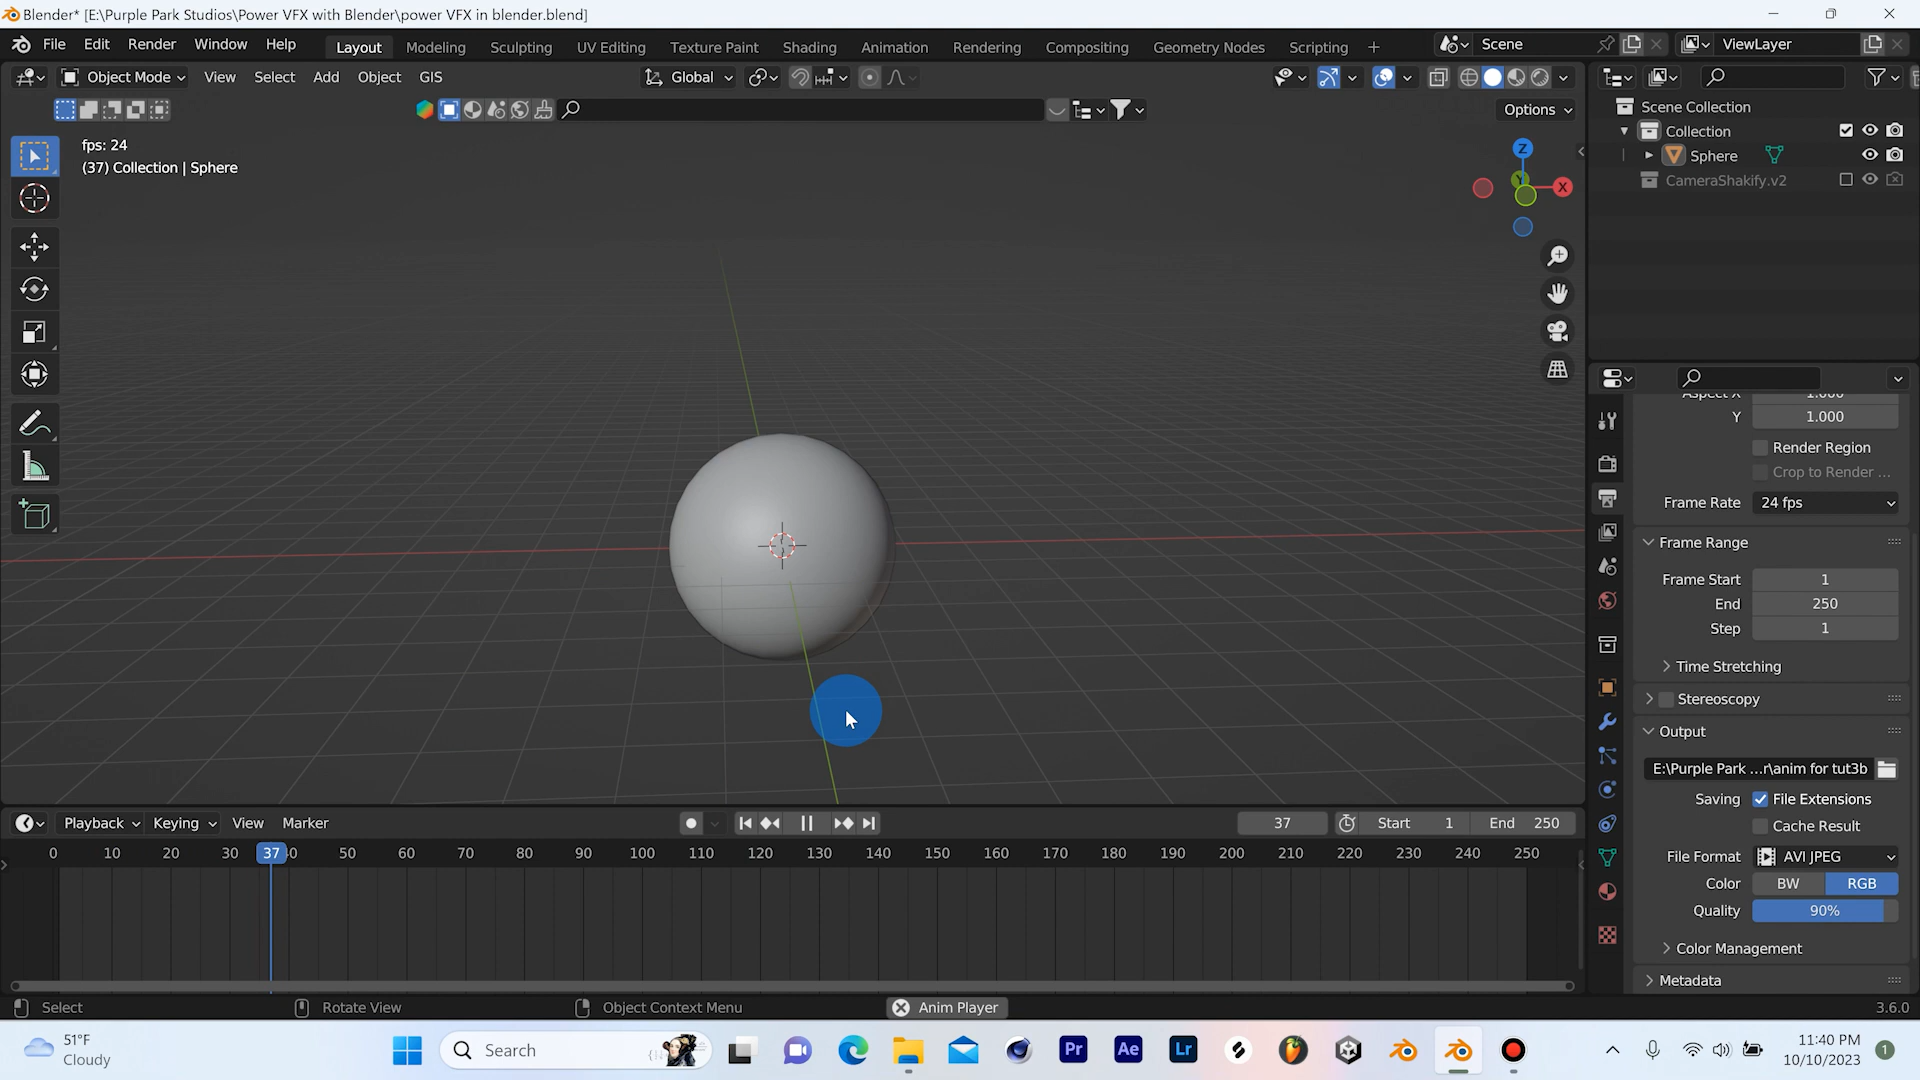 Blender* [E:\Purple Park Studios\Power VFX with Blender\power VFX in blender.blend]
File Edit Render Window Help Layout Modeling Sculpting UV Editing Texture Paint Shading Animation Rendering Compositing Geometry Nodes Scripting + Scene ViewLayer
Object Mode View Select Add Object GIS Global
Options
fps: 24
(37) Collection | Sphere
Z
X
Y
Scene Collection
Collection
Sphere
CameraShakify.v2
Aspect X 1.000
Y 1.000
Render Region
Crop to Render ...
Frame Rate 24 fps
Frame Range
Frame Start 1
End 250
Step 1
Time Stretching
Stereoscopy
Output
E:\Purple Park ...r\anim for tut3b
Saving File Extensions
Cache Result
File Format AVI JPEG
Color BW RGB
Quality 90%
Color Management
Metadata
Playback Keying View Marker 37 Start 1 End 250
0 10 20 30 37 50 60 70 80 90 100 110 120 130 140 150 160 170 180 190 200 210 220 230 240 250
Select Rotate View Object Context Menu Anim Player 3.6.0
51°F
Cloudy
Search
Pr Ae Lr
11:40 PM
10/10/2023
1